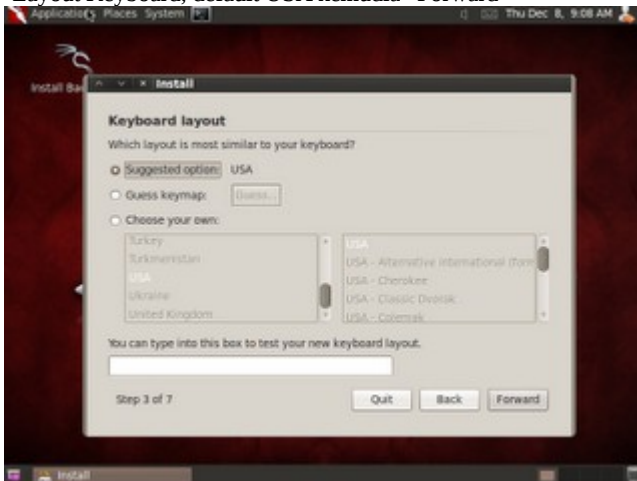 Layout Keyboard, default USA kemudia Forward
Applications Places System
Thu Dec 8, 9:08 AM
Install Bac
Install
Keyboard layout
Which layout is most similar to your keyboard?
Suggested option: USA
Guess keymap: Guess...
Choose your own:
Turkey
Turkmenistan
USA
Ukraine
United Kingdom
USA
USA - Alternative international (form
USA - Cherokee
USA - Classic Dvorak
USA - Colemak
You can type into this box to test your new keyboard layout.
Step 3 of 7
Quit Back Forward
Install